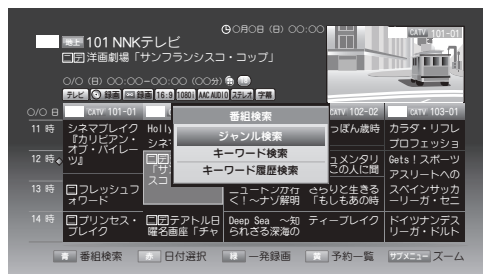 ○月○日（日）○○:○○
地上 101 NNKテレビ
CATV 101-01
洋画劇場「サンフランシスコ・コップ」
○/○（日）○○:○○−○○:○○（○○分）
テレビ 録画 録画 16:9 1080i AAC AUDIO ステレオ 字幕
○/○ 日 CATV 101-01 CATV 102-02 CATV 103-01
番組検索
ジャンル検索
キーワード検索
キーワード履歴検索
11 時 シネマブレイク『カリビアン・オブ・バイレーツ』
Holly
シネ
っぽん歳時
カラダ・リフレ
プロフェッショ
12 時
「サ
スコ
ュメンタリ
この人に聞
Gets！スポーツ
アスリートへの
13 時 フレッシュフォワード
ニュートン分析
く！〜ナゾ解明
さらりと生きる
「もしもあの時
スペインサッカ
ーリーガ・セニ
14 時 プリンセス・ブレイク
テアトル日
曜名画座「チャ
Deep Sea 〜知
られざる深海の
ティーブレイク
ドイツナンデス
リーガ・ドルト
青 番組検索 赤 日付選択 緑 一発録画 黄 予約一覧 サブメニュー ズーム